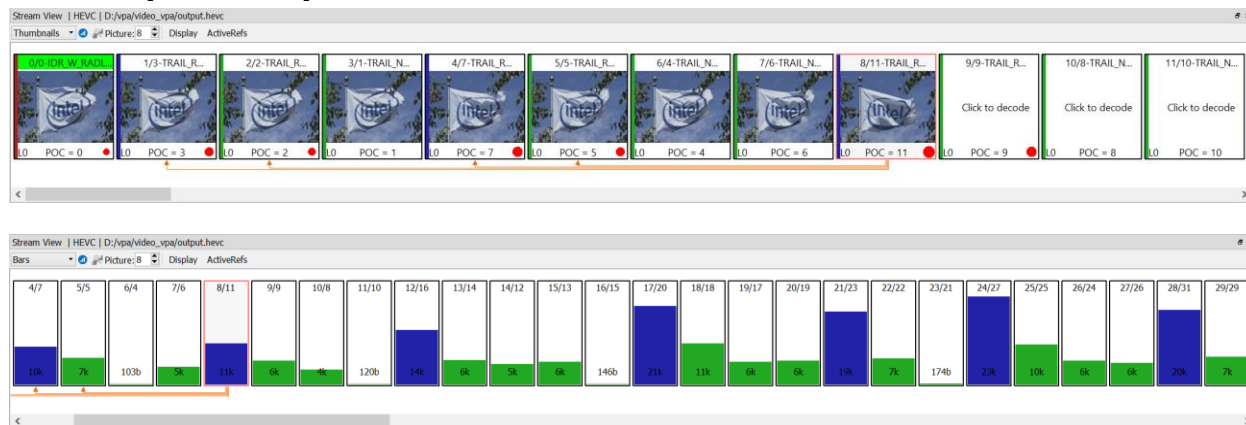 Stream View | HEVC | D:/vpa/video_vpa/output.hevc
Thumbnails Picture: 8 Display ActiveRefs
0/0-IDR_W_RADL... 1/3-TRAIL_R... 2/2-TRAIL_R... 3/1-TRAIL_N... 4/7-TRAIL_R... 5/5-TRAIL_R... 6/4-TRAIL_N... 7/6-TRAIL_N... 8/11-TRAIL_R... 9/9-TRAIL_R... 10/8-TRAIL_N... 11/10-TRAIL_N...
intel intel intel intel intel intel intel intel intel Click to decode Click to decode Click to decode
L0 POC = 0 L0 POC = 3 L0 POC = 2 L0 POC = 1 L0 POC = 7 L0 POC = 5 L0 POC = 4 L0 POC = 6 L0 POC = 11 L0 POC = 9 L0 POC = 8 L0 POC = 10
Stream View | HEVC | D:/vpa/video_vpa/output.hevc
Bars Picture: 8 Display ActiveRefs
4/7 5/5 6/4 7/6 8/11 9/9 10/8 11/10 12/16 13/14 14/12 15/13 16/15 17/20 18/18 19/17 20/19 21/23 22/22 23/21 24/27 25/25 26/24 27/26 28/31 29/29
10k 7k 103b 5k 11k 6k 4k 120b 14k 6k 5k 6k 146b 21k 11k 6k 6k 19k 7k 174b 23k 10k 6k 6k 20k 7k